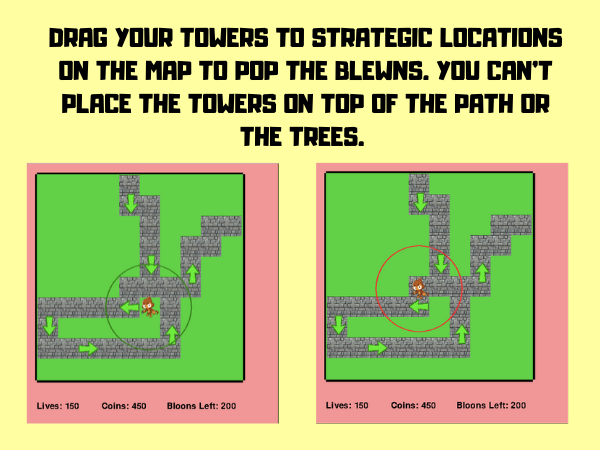 DRAG YOUR TOWERS TO STRATEGIC LOCATIONS
ON THE MAP TO POP THE BLEWNS. YOU CAN'T
PLACE THE TOWERS ON TOP OF THE PATH OR
THE TREES.
Lives: 150 Coins: 450 Bloons Left: 200
Lives: 150 Coins: 450 Bloons Left: 200